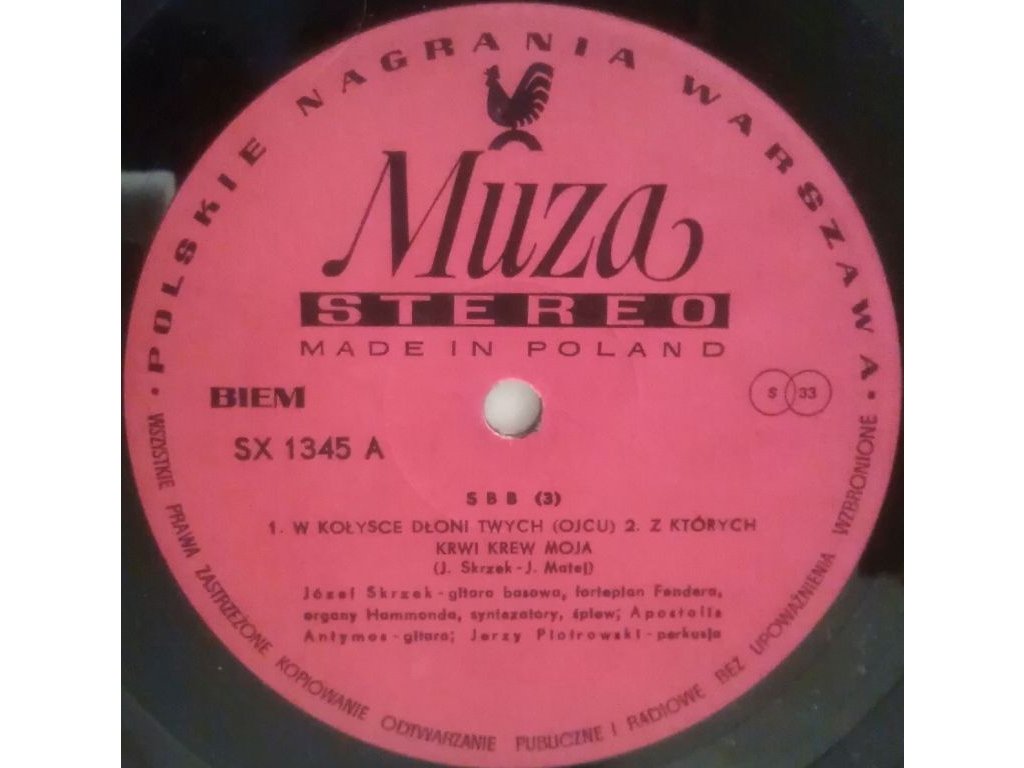 • POLSKIE NAGRANIA WARSZAWA •
Muza
STEREO
MADE IN POLAND
BIEM
S 33
SX 1345 A
SBB (3)
1. W KOŁYSCE DŁONI TWYCH (OJCU) 2. Z KTÓRYCH
KRWI KREW MOJA
(J. Skrzek - J. Matej)
Józef Skrzek - gitara basowa, fortepian Fendera,
organy Hammonda, syntezatory, śpiew; Apostolis
Antymos - gitara; Jerzy Piotrowski - perkusja
WSZYSTKIE PRAWA ZASTRZEŻONE KOPIOWANIE ODTWARZANIE PUBLICZNE I RADIOWE BEZ UPOWAŻNIENIA WZBRONIONE